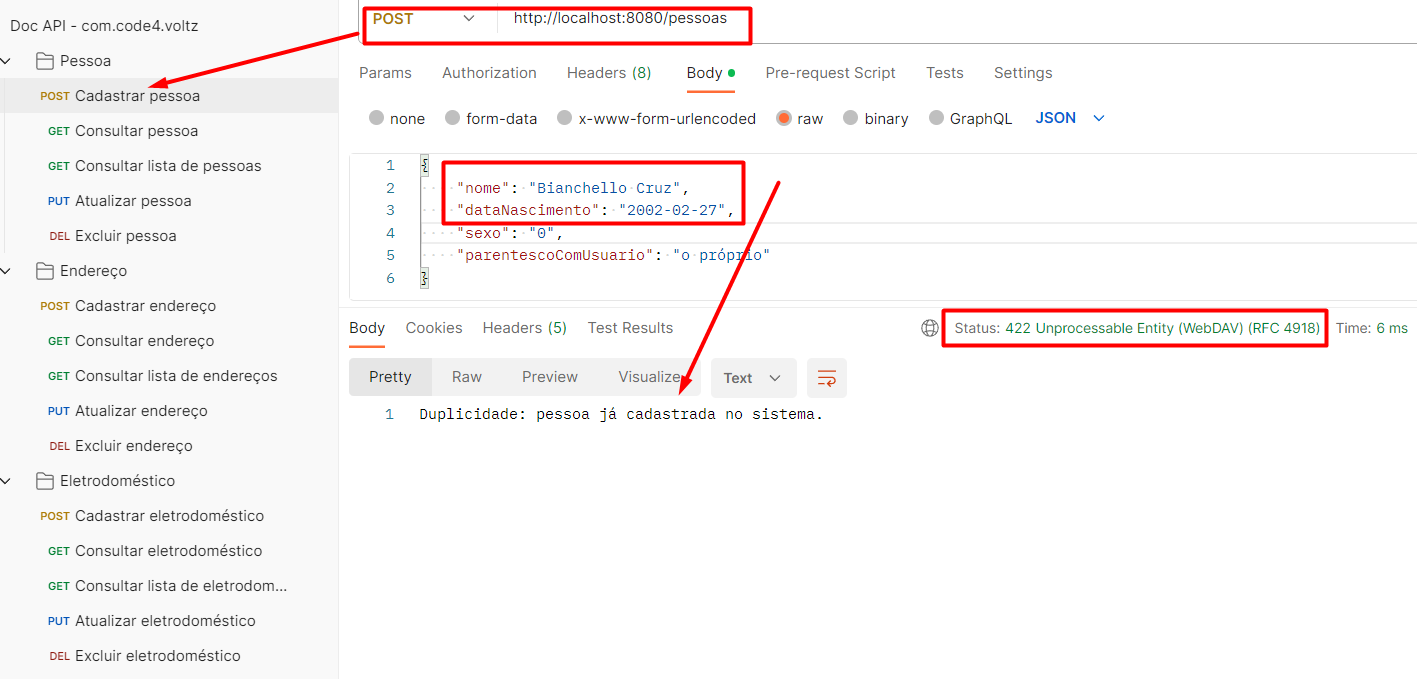 Doc API - com.code4.voltz
Pessoa
POST Cadastrar pessoa
GET Consultar pessoa
GET Consultar lista de pessoas
PUT Atualizar pessoa
DEL Excluir pessoa
Endereço
POST Cadastrar endereço
GET Consultar endereço
GET Consultar lista de endereços
PUT Atualizar endereço
DEL Excluir endereço
Eletrodoméstico
POST Cadastrar eletrodoméstico
GET Consultar eletrodoméstico
GET Consultar lista de eletrodom...
PUT Atualizar eletrodoméstico
DEL Excluir eletrodoméstico
POST http://localhost:8080/pessoas
Params Authorization Headers (8) Body Pre-request Script Tests Settings
none form-data x-www-form-urlencoded raw binary GraphQL JSON
1 {
2 "nome": "Bianchello Cruz",
3 "dataNascimento": "2002-02-27",
4 "sexo": "0",
5 "parentescoComUsuario": "o próprio"
6 }
Body Cookies Headers (5) Test Results Status: 422 Unprocessable Entity (WebDAV) (RFC 4918) Time: 6 ms
Pretty Raw Preview Visualize Text
1 Duplicidade: pessoa já cadastrada no sistema.